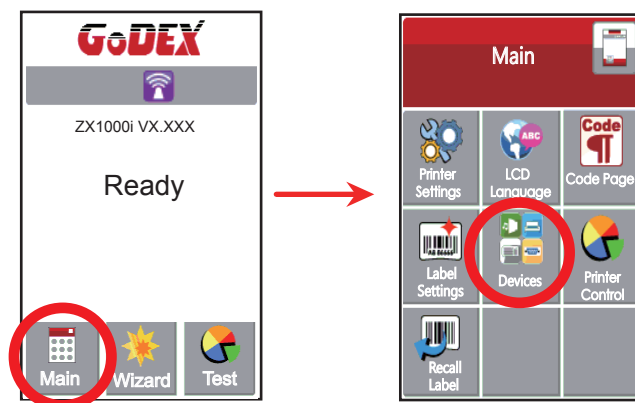 GoDEX
ZX1000i VX.XXX
Ready
Main
Wizard
Test
Main
Printer
Settings
ABC
LCD
Language
Code
Code Page
Label
Settings
Devices
Printer
Control
Recall
Label